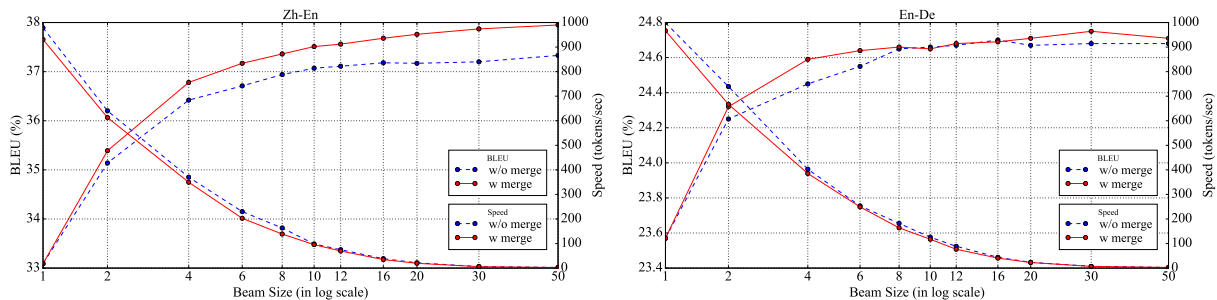 Zh-En
BLEU (%)
38
37
36
35
34
33
1000
900
800
700
600
500
400
300
200
100
0
Speed (tokens/sec)
BLEU
w/o merge
w merge
Speed
w/o merge
w merge
1 2 4 6 8 10 12 16 20 30 50
Beam Size (in log scale)
En-De
BLEU (%)
24.8
24.6
24.4
24.2
24.0
23.8
23.6
23.4
1000
900
800
700
600
500
400
300
200
100
0
Speed (tokens/sec)
BLEU
w/o merge
w merge
Speed
w/o merge
w merge
1 2 4 6 8 10 12 16 20 30 50
Beam Size (in log scale)